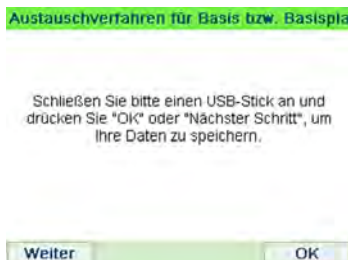 Austauschverfahren für Basis bzw. Basispla
Schließen Sie bitte einen USB-Stick an und
drücken Sie "OK" oder "Nächster Schritt", um
Ihre Daten zu speichern.
Weiter OK